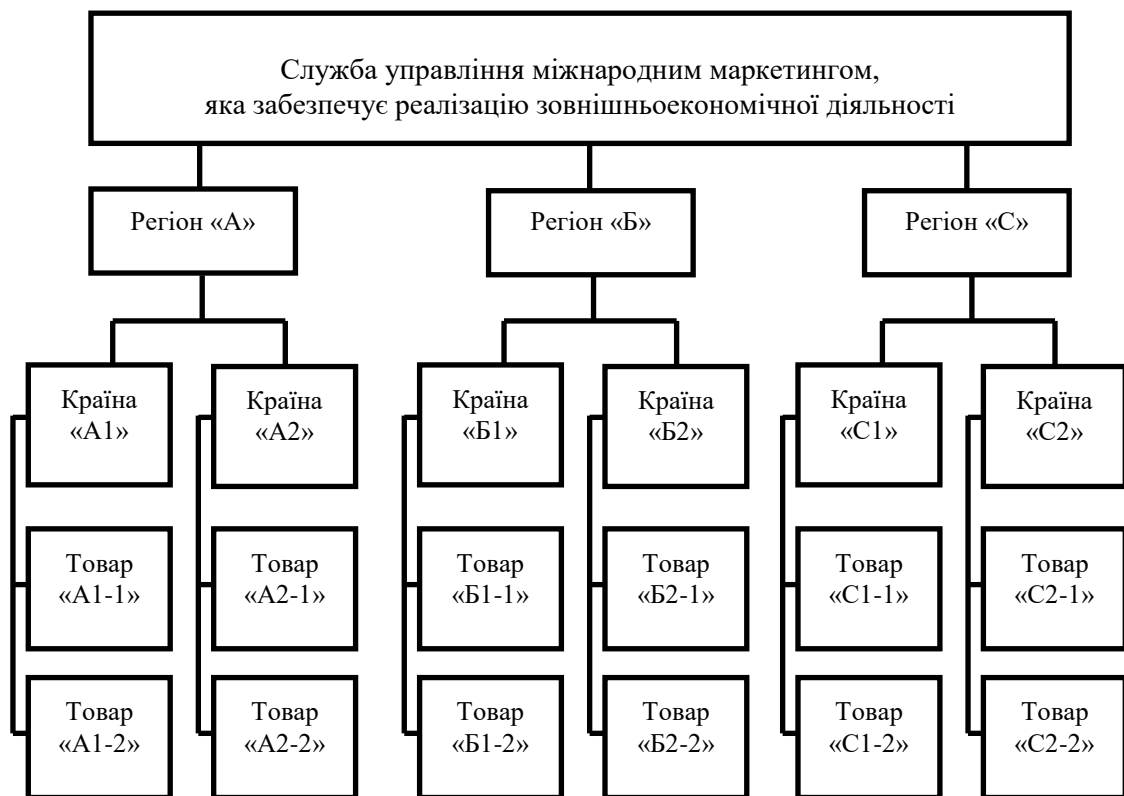 Служба управління міжнародним маркетингом,
яка забезпечує реалізацію зовнішньоекономічної діяльності
Регіон «А»
Регіон «Б»
Регіон «С»
Країна
«А1»
Країна
«А2»
Країна
«Б1»
Країна
«Б2»
Країна
«С1»
Країна
«С2»
Товар
«А1-1»
Товар
«А2-1»
Товар
«Б1-1»
Товар
«Б2-1»
Товар
«С1-1»
Товар
«С2-1»
Товар
«А1-2»
Товар
«А2-2»
Товар
«Б1-2»
Товар
«Б2-2»
Товар
«С1-2»
Товар
«С2-2»